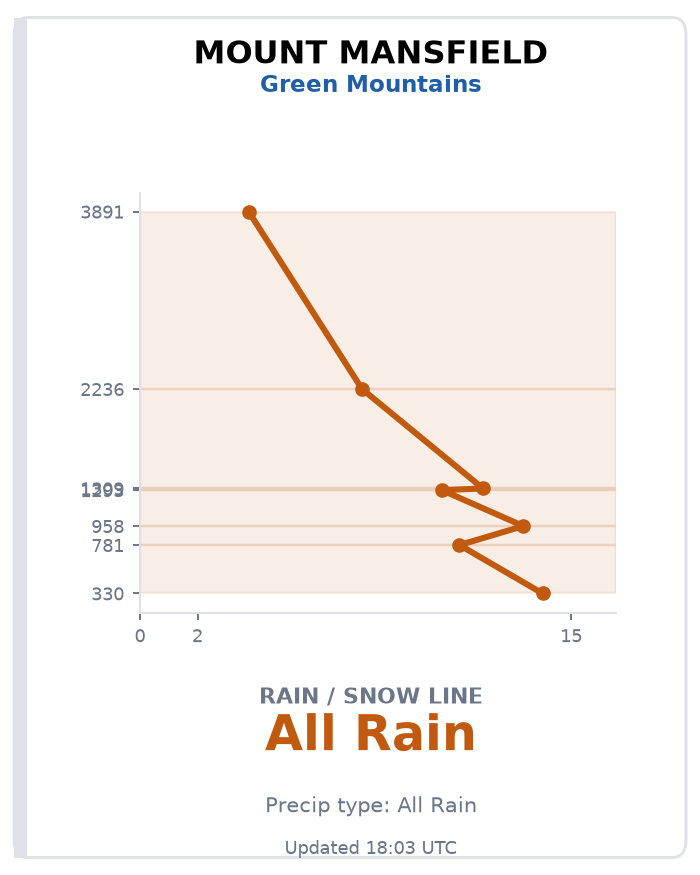 MOUNT MANSFIELD
Green Mountains
3891
2236
958
781
330
0 2 15
RAIN / SNOW LINE
All Rain
Precip type: All Rain
Updated 18:03 UTC